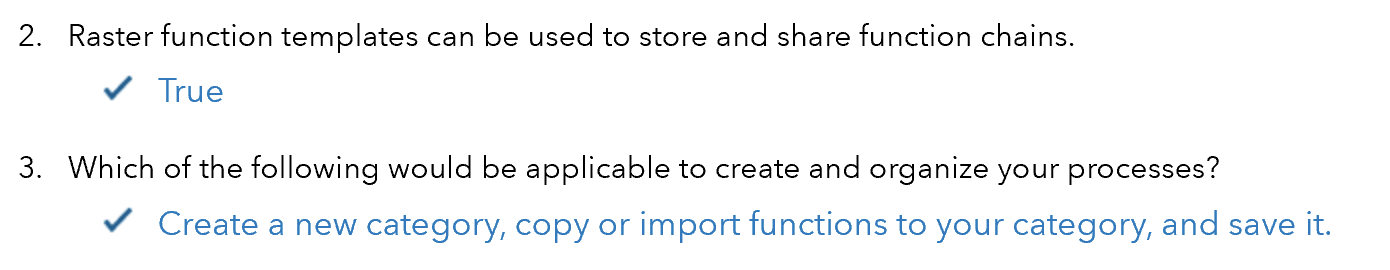 2. Raster function templates can be used to store and share function chains.
True
3. Which of the following would be applicable to create and organize your processes?
Create a new category, copy or import functions to your category, and save it.